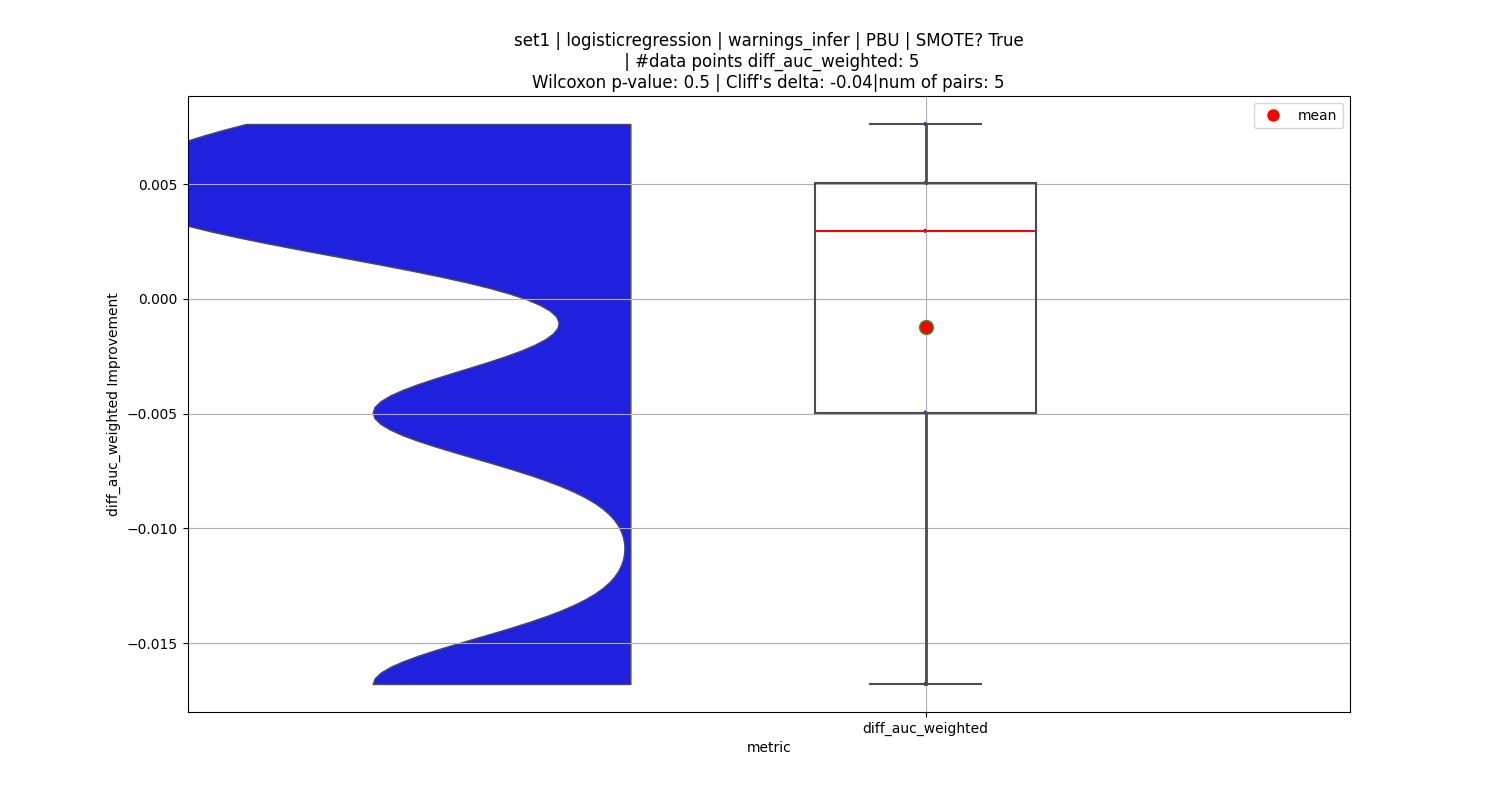 set1 | logisticregression | warnings_infer | PBU | SMOTE? True
| #data points diff_auc_weighted: 5
Wilcoxon p-value: 0.5 | Cliff's delta: -0.04|num of pairs: 5
mean
0.005
0.000
−0.005
−0.010
−0.015
diff_auc_weighted Improvement
diff_auc_weighted
metric